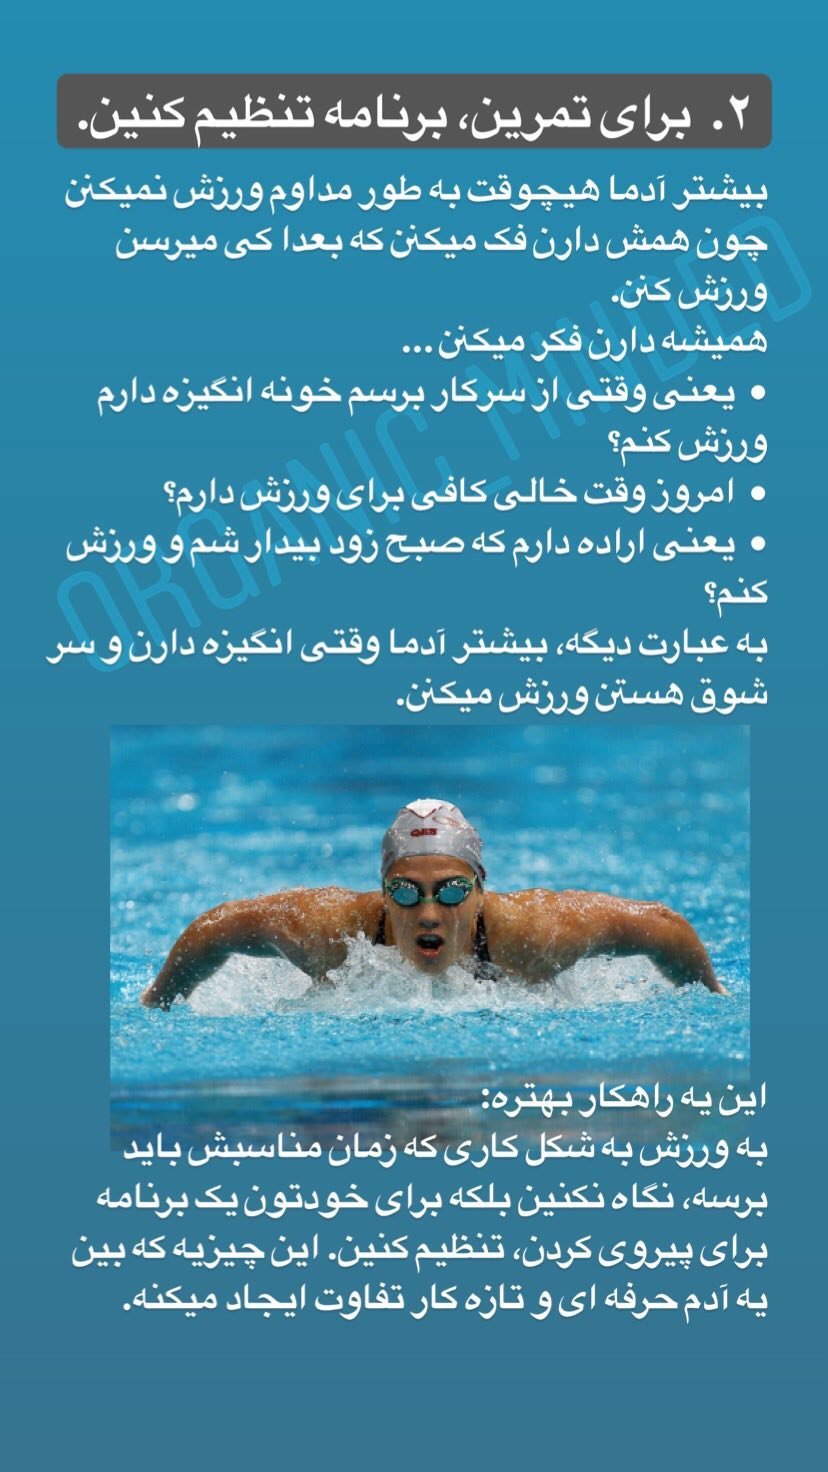 ۲. برای تمرین، برنامه تنظیم کنین.
بیشتر آدما هیچوقت به طور مداوم ورزش نمیکنن
چون همش دارن فک میکنن که بعدا کی میرسن
ورزش کنن.
همیشه دارن فکر میکنن...
• یعنی وقتی از سرکار برسم خونه انگیزه دارم
ورزش کنم؟
• امروز وقت خالی کافی برای ورزش دارم؟
• یعنی اراده دارم که صبح زود بیدار شم و ورزش
کنم؟
به عبارت دیگه، بیشتر آدما وقتی انگیزه دارن و سر
شوق هستن ورزش میکنن.
ORGANIC_MINDED
این یه راهکار بهتره:
به ورزش به شکل کاری که زمان مناسبش باید
برسه، نگاه نکنین بلکه برای خودتون یک برنامه
برای پیروی کردن، تنظیم کنین. این چیزیه که بین
یه آدم حرفه ای و تازه کار تفاوت ایجاد میکنه.